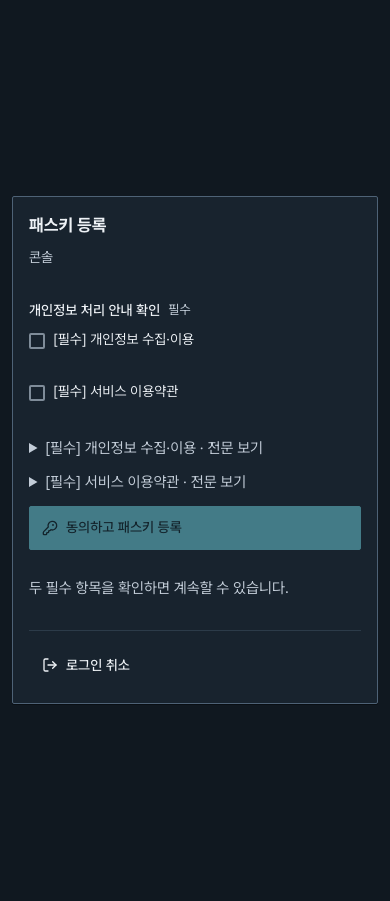 패스키 등록
콘솔
개인정보 처리 안내 확인 필수
[필수] 개인정보 수집·이용
[필수] 서비스 이용약관
[필수] 개인정보 수집·이용 · 전문 보기
[필수] 서비스 이용약관 · 전문 보기
동의하고 패스키 등록
두 필수 항목을 확인하면 계속할 수 있습니다.
로그인 취소